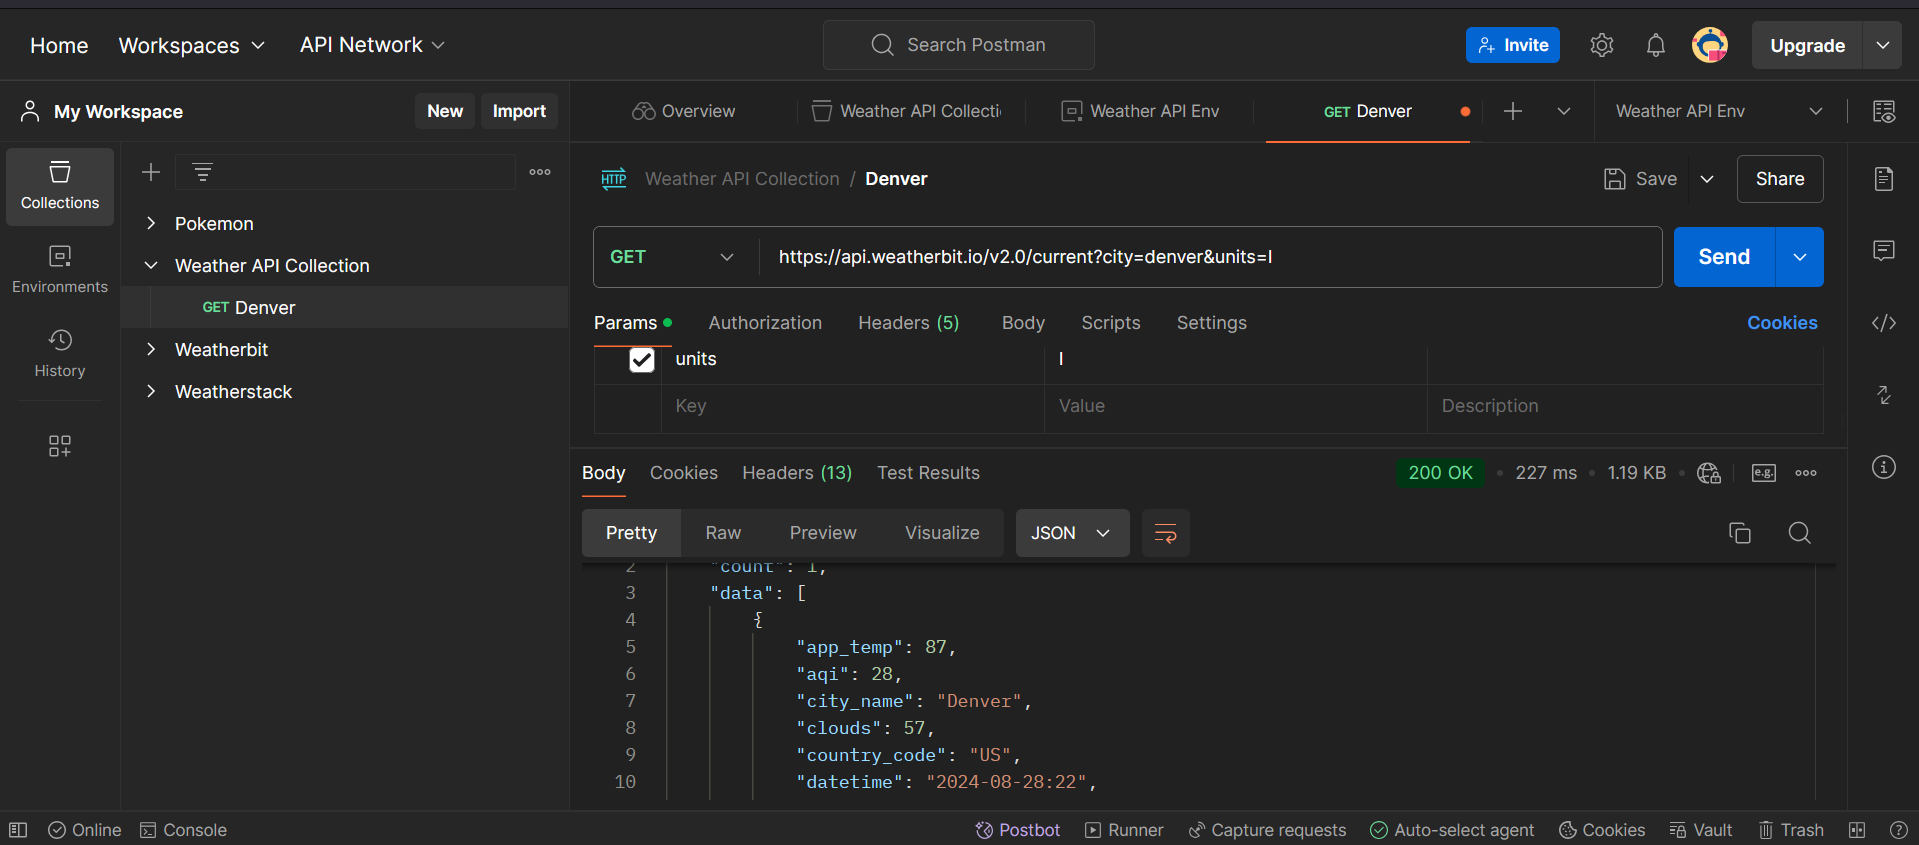 Home Workspaces API Network Search Postman Invite Upgrade
My Workspace New Import Overview Weather API Collecti Weather API Env GET Denver Weather API Env
Collections
Environments
History
Pokemon
Weather API Collection
GET Denver
Weatherbit
Weatherstack
HTTP Weather API Collection / Denver Save Share
GET https://api.weatherbit.io/v2.0/current?city=denver&units=I Send
Params Authorization Headers (5) Body Scripts Settings Cookies
units I
Key Value Description
Body Cookies Headers (13) Test Results 200 OK • 227 ms • 1.19 KB • e.g.
Pretty Raw Preview Visualize JSON
2 "count": 1,
3 "data": [
4 {
5 "app_temp": 87,
6 "aqi": 28,
7 "city_name": "Denver",
8 "clouds": 57,
9 "country_code": "US",
10 "datetime": "2024-08-28:22",
Online Console Postbot Runner Capture requests Auto-select agent Cookies Vault Trash